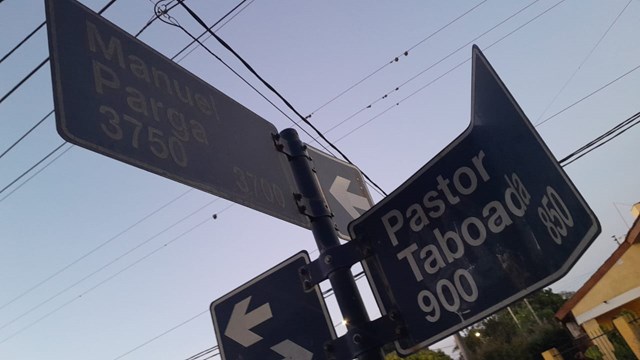 Manuel
Parga
3750 3700
Pastor
Taboada
900 850